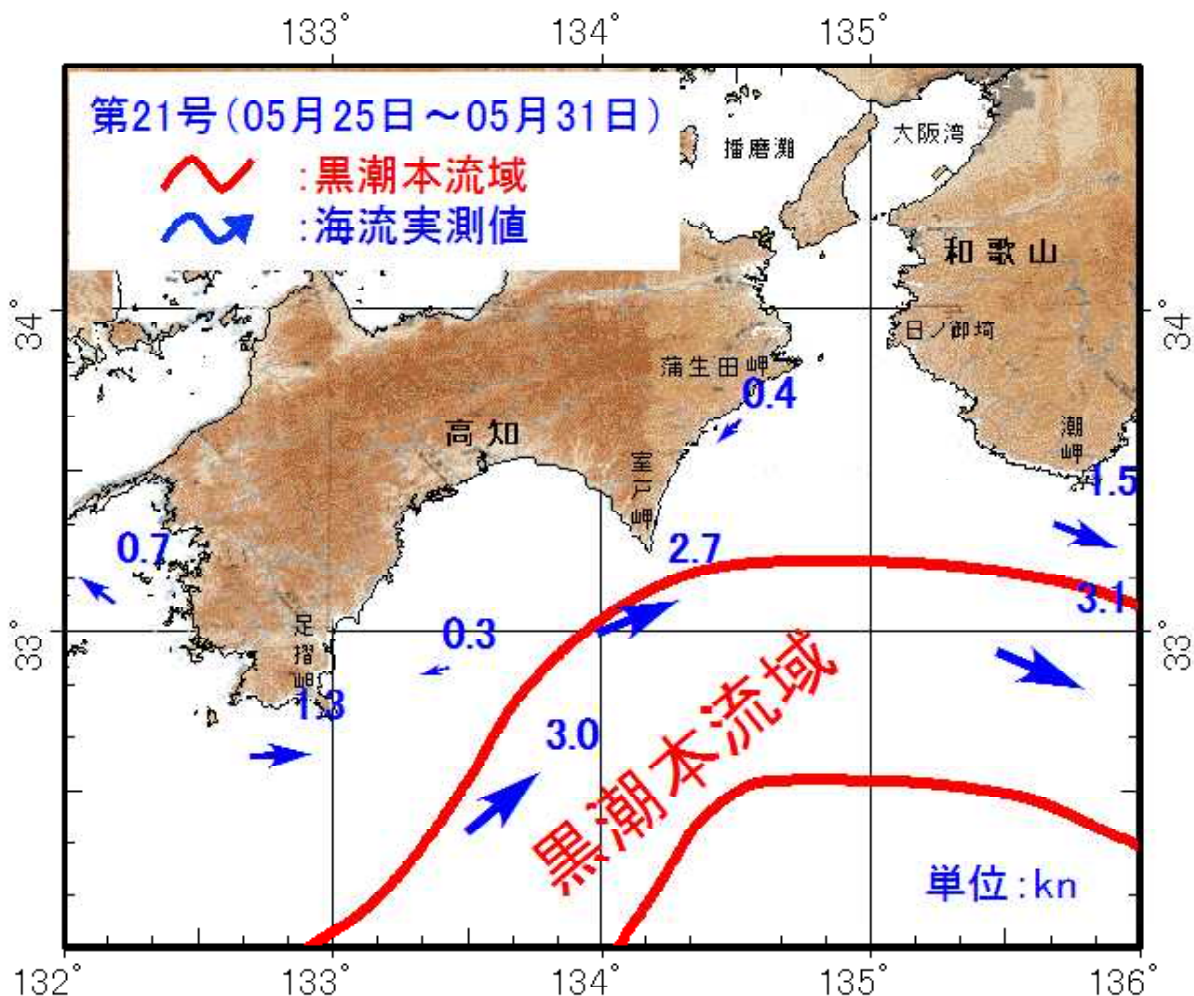 133°
134°
135°
第21号(05月25日～05月31日)
:黒潮本流域
:海流実測値
播磨灘
大阪湾
和歌山
34°
34°
日ノ御埼
蒲生田岬
0.4
高知
潮岬
室戸岬
1.5
0.7
2.7
3.1
33°
33°
足摺岬
0.3
1.3
3.0
黒潮本流域
単位:kn
132°
133°
134°
135°
136°